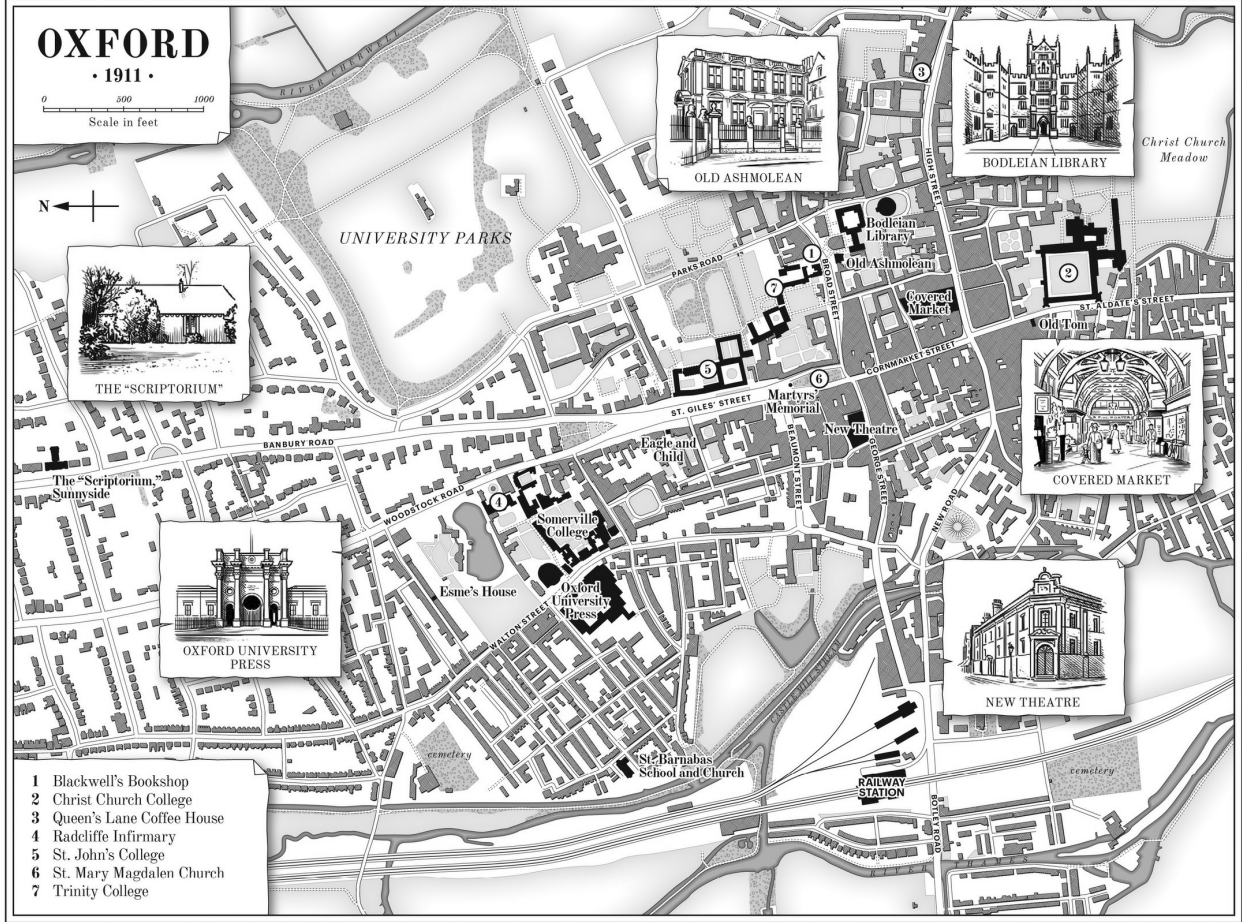 OXFORD
• 1911 •
0 500 1000
Scale in feet
RIVER CHERWELL
OLD ASHMOLEAN
3
BODLEIAN LIBRARY
Christ Church
Meadow
HIGH STREET
N
UNIVERSITY PARKS
Bodleian
Library
PARKS ROAD
1
Old Ashmolean
BROAD STREET
2
7
Covered
Market
ST. ALDATE'S STREET
Old Tom
THE "SCRIPTORIUM"
5
6
CORNMARKET STREET
ST. GILES' STREET
Martyrs'
Memorial
New Theatre
BANBURY ROAD
Eagle and
Child
BEAUMONT STREET
GEORGE STREET
COVERED MARKET
The "Scriptorium,"
Sunnyside
WOODSTOCK ROAD
4
Somerville
College
NEW ROAD
Esme's House
Oxford
University
Press
WALTON STREET
OXFORD UNIVERSITY
PRESS
CASTLE MILL STREAM
NEW THEATRE
cemetery
St. Barnabas
School and Church
RAILWAY
STATION
cemetery
BOTLEY ROAD
THAMES
1 Blackwell's Bookshop
2 Christ Church College
3 Queen's Lane Coffee House
4 Radcliffe Infirmary
5 St. John's College
6 St. Mary Magdalen Church
7 Trinity College